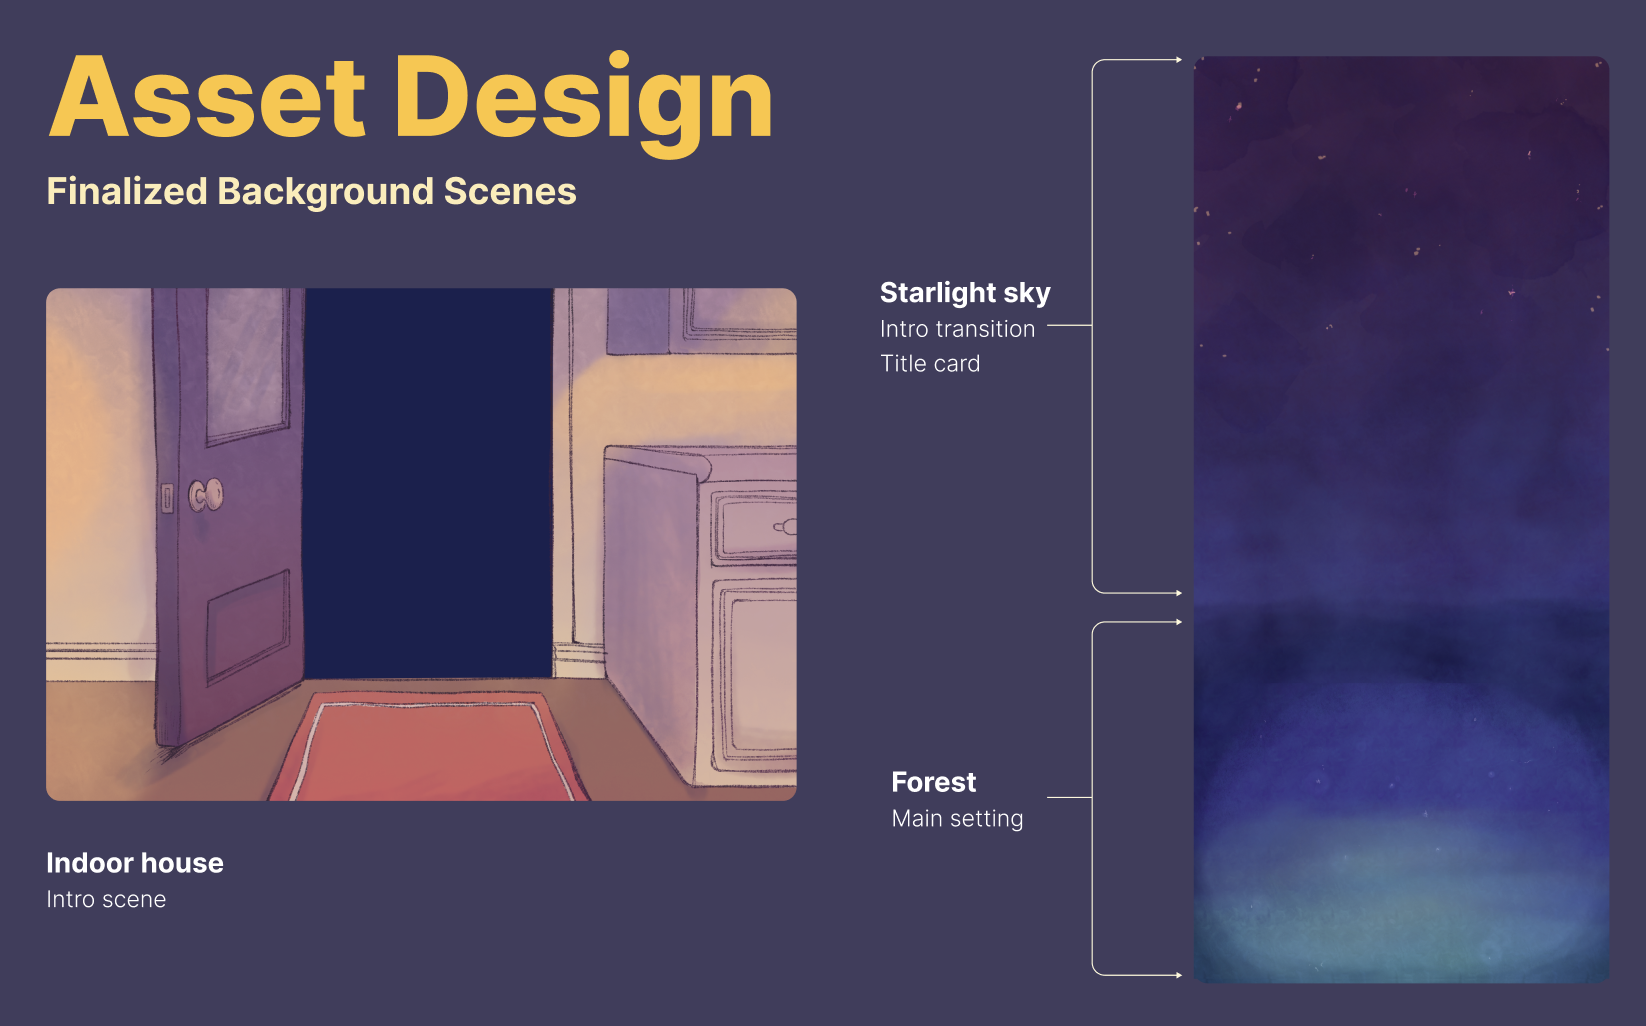 Asset Design
Finalized Background Scenes
Indoor house
Intro scene
Starlight sky
Intro transition
Title card
Forest
Main setting